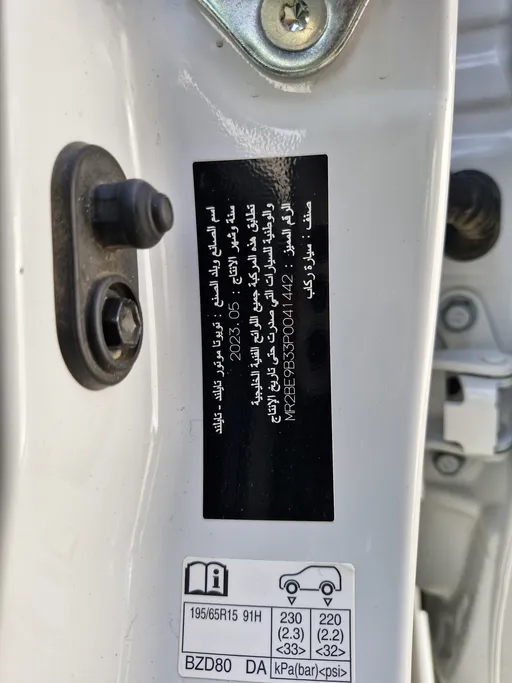 اسم الصانع وبلد الصنع : تويوتا موتور تايلند - تايلند
سنة وشهر الانتاج : 2023.05
تطابق هذه المركبة جميع اللوائح الفنية الخليجية
والوطنية للسيارات التي صدرت حتى تاريخ الإنتاج
الرقم المميز : MR2BE9B33P0041442
صنف : سيارة ركاب
195/65R15 91H
230 220
(2.3) (2.2)
<33> <32>
BZD80 DA kPa(bar)<psi>